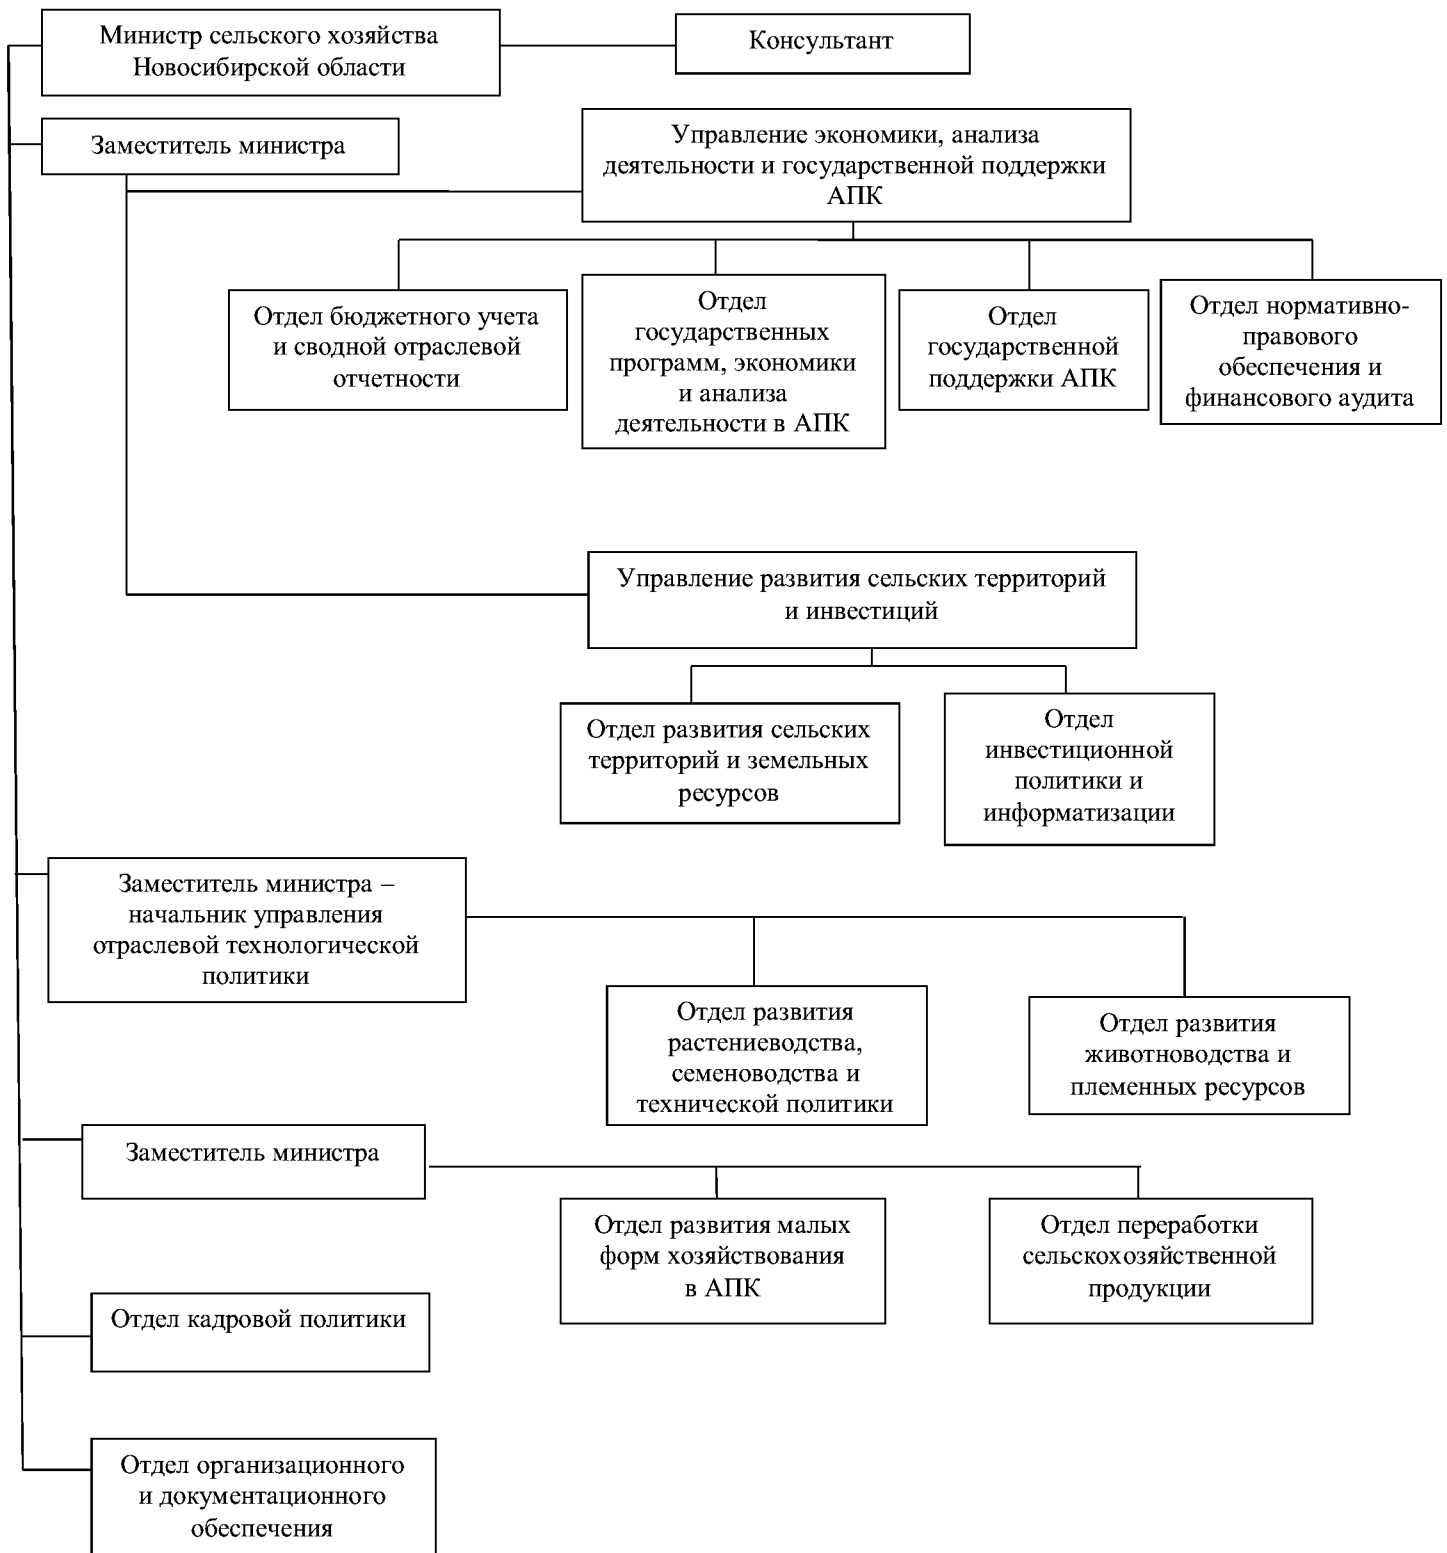 Министр сельского хозяйства
Новосибирской области
Консультант
Заместитель министра
Управление экономики, анализа
деятельности и государственной поддержки
АПК
Отдел бюджетного учета
и сводной отраслевой
отчетности
Отдел
государственных
программ, экономики
и анализа
деятельности в АПК
Отдел
государственной
поддержки АПК
Отдел нормативно-
правового
обеспечения и
финансового аудита
Управление развития сельских территорий
и инвестиций
Отдел развития сельских
территорий и земельных
ресурсов
Отдел
инвестиционной
политики и
информатизации
Заместитель министра –
начальник управления
отраслевой технологической
политики
Отдел развития
растениеводства,
семеноводства и
технической политики
Отдел развития
животноводства и
племенных ресурсов
Заместитель министра
Отдел развития малых
форм хозяйствования
в АПК
Отдел переработки
сельскохозяйственной
продукции
Отдел кадровой политики
Отдел организационного
и документационного
обеспечения